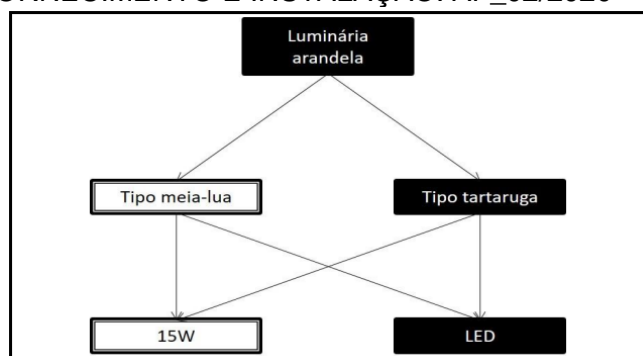 Luminária
arandela
Tipo meia-lua
Tipo tartaruga
15W
LED